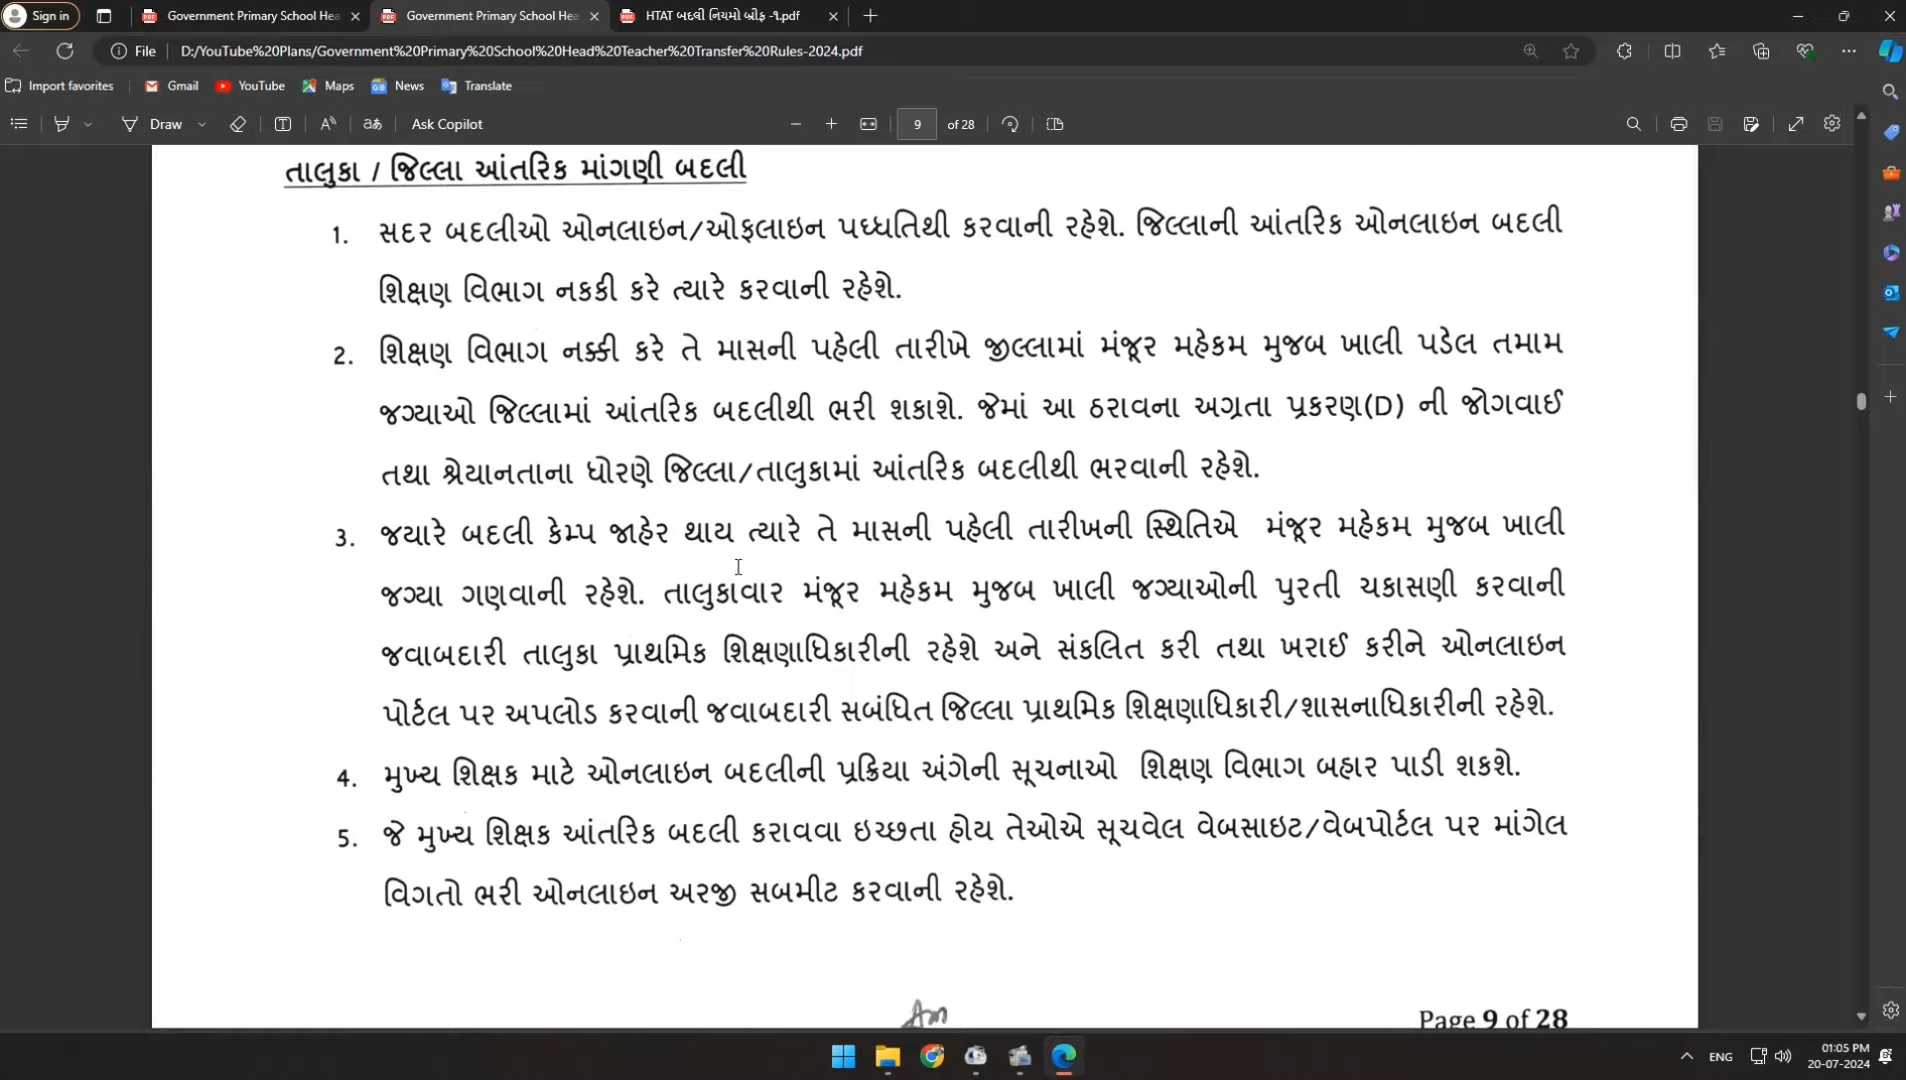 Sign in
Government Primary School Hea
Government Primary School Hea
HTAT બદલી નિયમો બ્રીફ -૧.pdf
File
D:/YouTube%20Plans/Government%20Primary%20School%20Head%20Teacher%20Transfer%20Rules-2024.pdf
Import favorites
Gmail
YouTube
Maps
News
Translate
Draw
Ask Copilot
9
of 28
તાલુકા / જિલ્લા આંતરિક માંગણી બદલી
1. સદર બદલીઓ ઓનલાઇન/ઓફલાઇન પધ્ધતિથી કરવાની રહેશે. જિલ્લાની આંતરિક ઓનલાઇન બદલી
શિક્ષણ વિભાગ નકકી કરે ત્યારે કરવાની રહેશે.
2. શિક્ષણ વિભાગ નક્કી કરે તે માસની પહેલી તારીખે જીલ્લામાં મંજૂર મહેકમ મુજબ ખાલી પડેલ તમામ
જગ્યાઓ જિલ્લામાં આંતરિક બદલીથી ભરી શકાશે. જેમાં આ ઠરાવના અગ્રતા પ્રકરણ(D) ની જોગવાઈ
તથા શ્રેયાનતાના ધોરણે જિલ્લા/તાલુકામાં આંતરિક બદલીથી ભરવાની રહેશે.
3. જયારે બદલી કેમ્પ જાહેર થાય ત્યારે તે માસની પહેલી તારીખની સ્થિતિએ મંજૂર મહેકમ મુજબ ખાલી
જગ્યા ગણવાની રહેશે. તાલુકાવાર મંજૂર મહેકમ મુજબ ખાલી જગ્યાઓની પુરતી ચકાસણી કરવાની
જવાબદારી તાલુકા પ્રાથમિક શિક્ષણાધિકારીની રહેશે અને સંકલિત કરી તથા ખરાઈ કરીને ઓનલાઇન
પોર્ટલ પર અપલોડ કરવાની જવાબદારી સબંધિત જિલ્લા પ્રાથમિક શિક્ષણાધિકારી/શાસનાધિકારીની રહેશે.
4. મુખ્ય શિક્ષક માટે ઓનલાઇન બદલીની પ્રક્રિયા અંગેની સૂચનાઓ શિક્ષણ વિભાગ બહાર પાડી શકશે.
5. જે મુખ્ય શિક્ષક આંતરિક બદલી કરાવવા ઇચ્છતા હોય તેઓએ સૂચવેલ વેબસાઇટ/વેબપોર્ટલ પર માંગેલ
વિગતો ભરી ઓનલાઇન અરજી સબમીટ કરવાની રહેશે.
Page 9 of 28
ENG
01:05 PM
20-07-2024